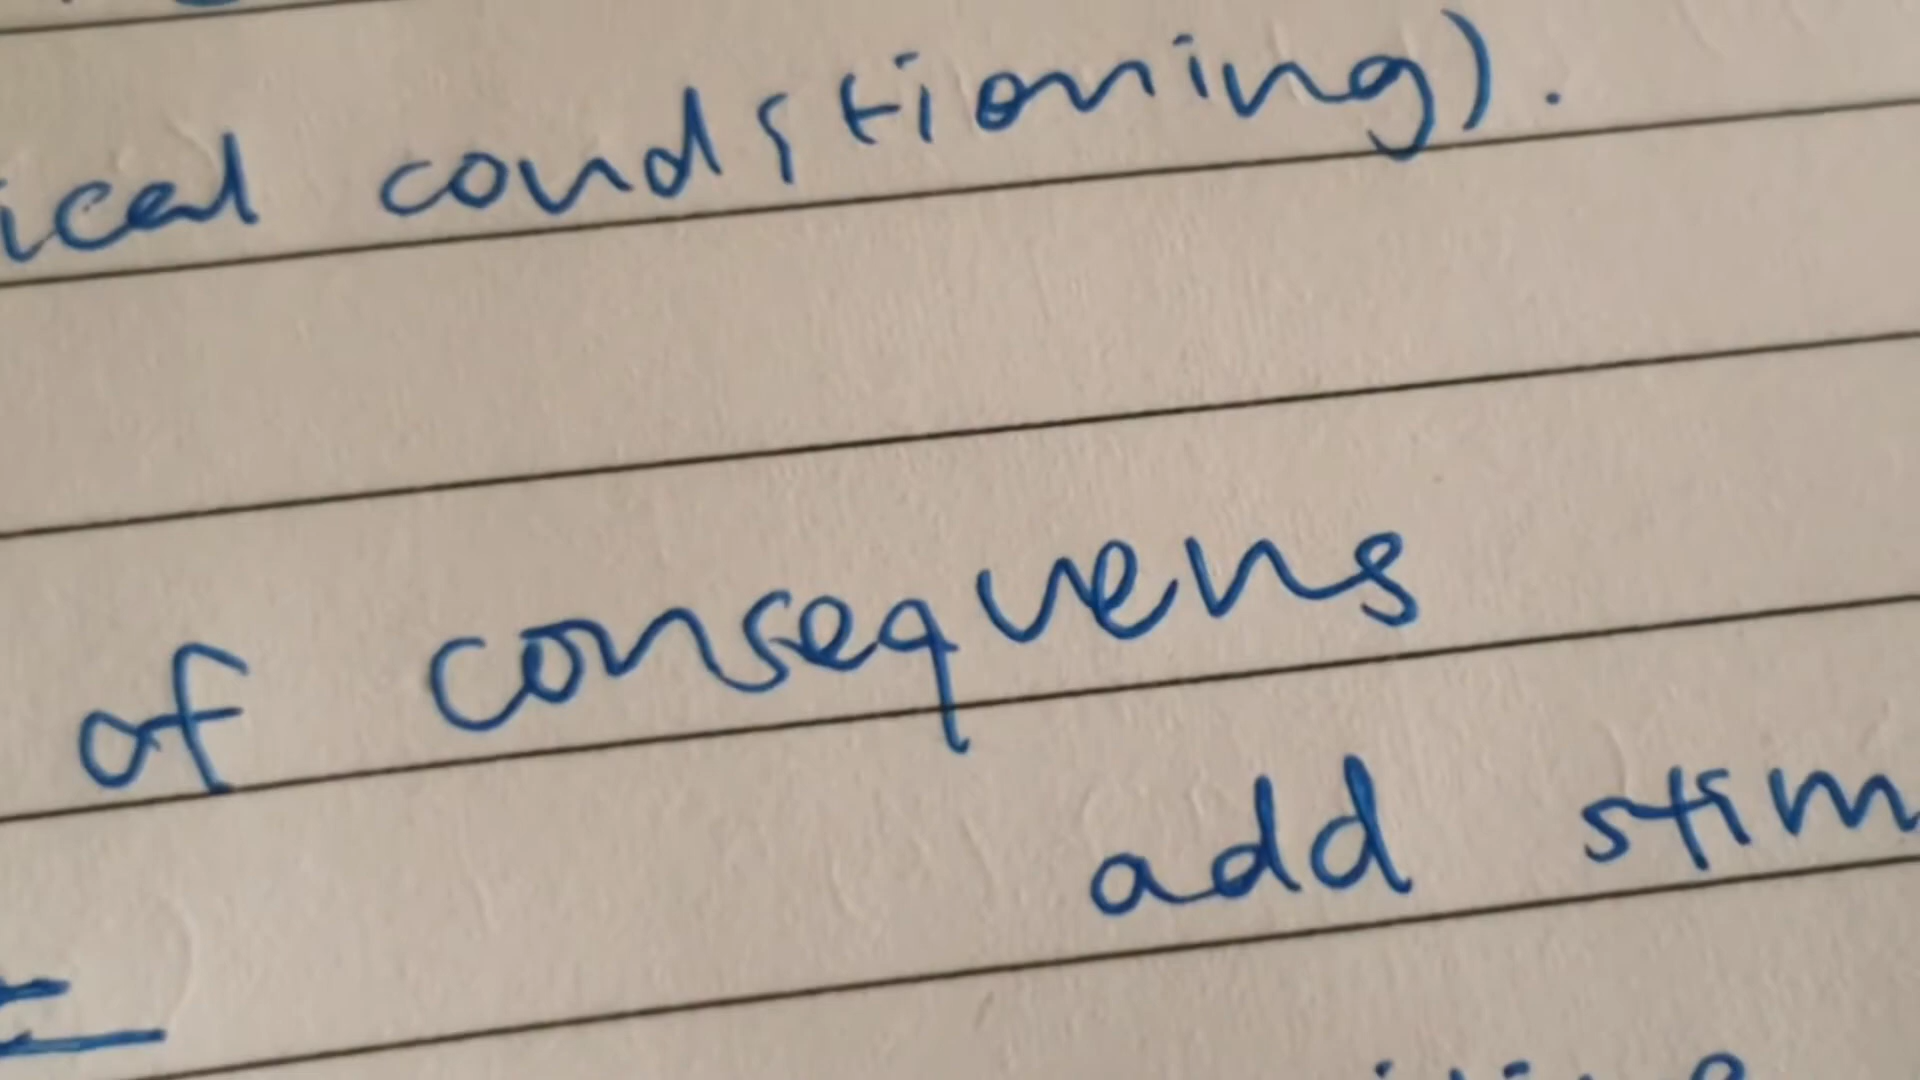 ical condstioning).
of consequens
add stim